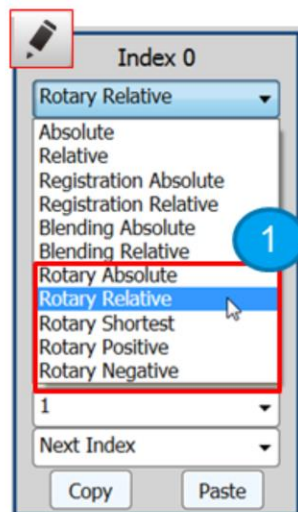 Index 0
Rotary Relative
Absolute
Relative
Registration Absolute
Registration Relative
Blending Absolute
Blending Relative
1
Rotary Absolute
Rotary Relative
Rotary Shortest
Rotary Positive
Rotary Negative
1
Next Index
Copy Paste